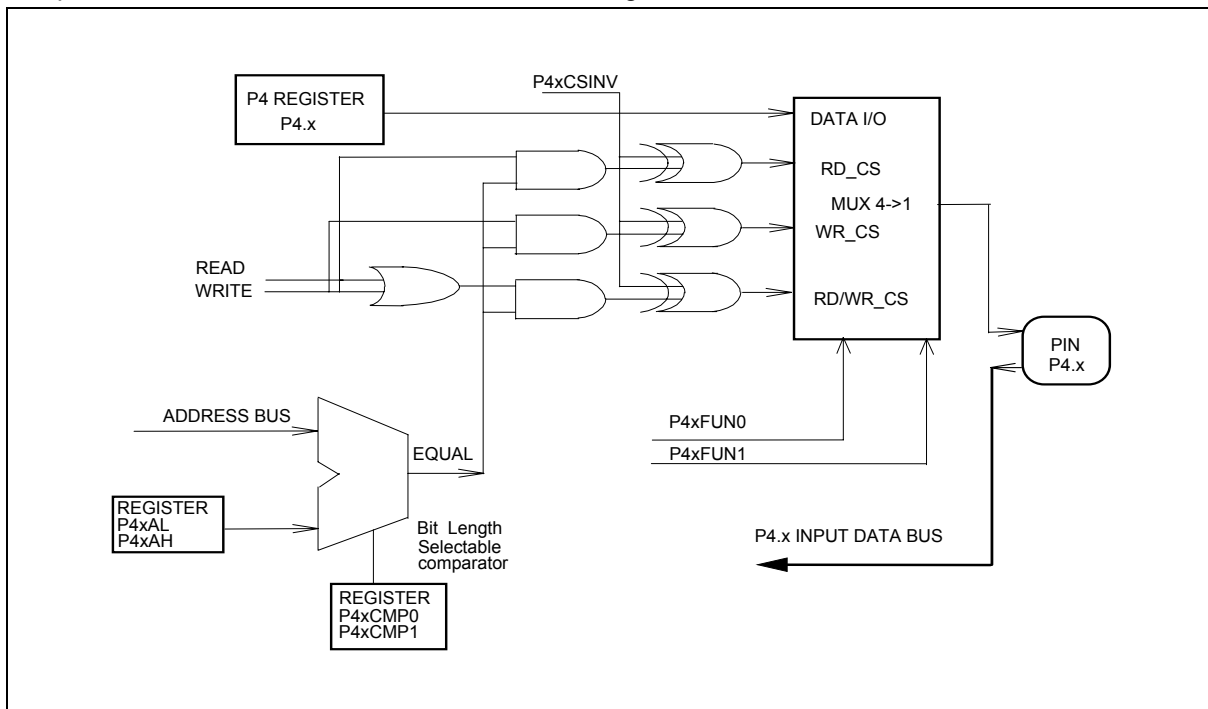 P4 REGISTER
P4.x
P4xCSINV
DATA I/O
RD_CS
MUX 4->1
WR_CS
RD/WR_CS
READ
WRITE
PIN
P4.x
P4xFUN0
P4xFUN1
ADDRESS BUS
EQUAL
REGISTER
P4xAL
P4xAH
Bit Length
Selectable
comparator
P4.x INPUT DATA BUS
REGISTER
P4xCMP0
P4xCMP1